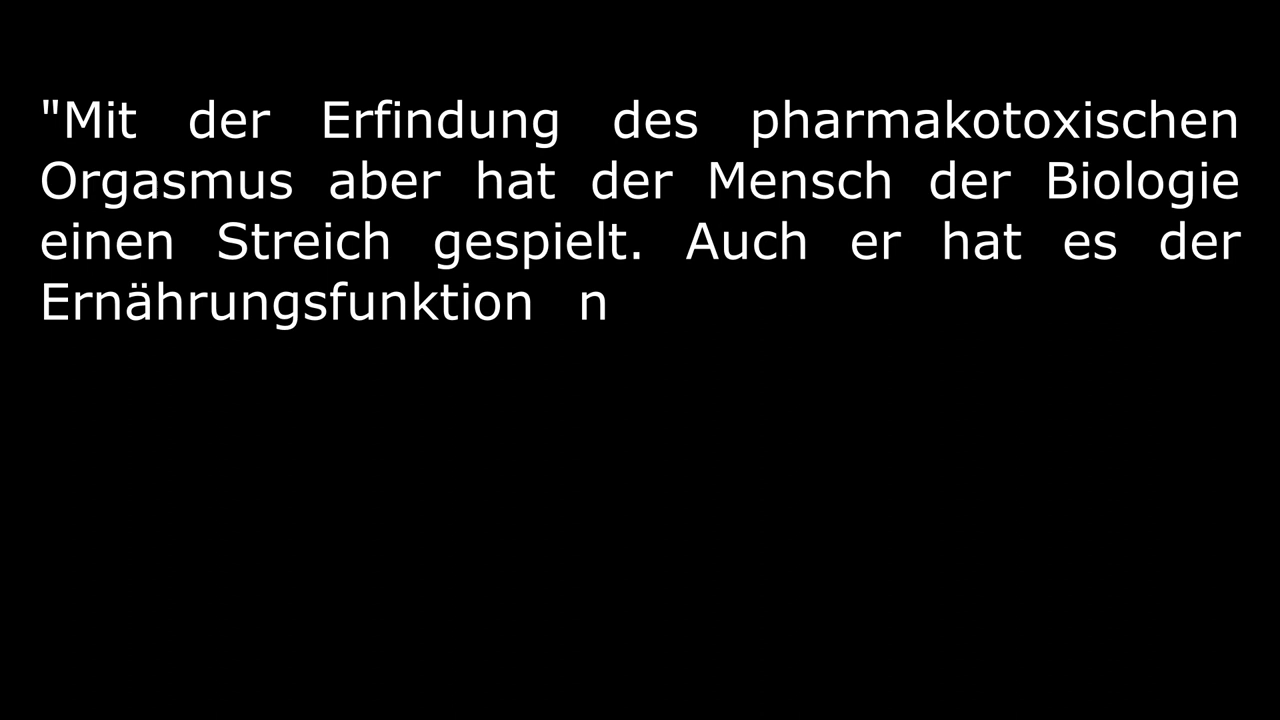 "Mit der Erfindung des pharmakotoxischen
Orgasmus aber hat der Mensch der Biologie
einen Streich gespielt. Auch er hat es der
Ernährungsfunktion n